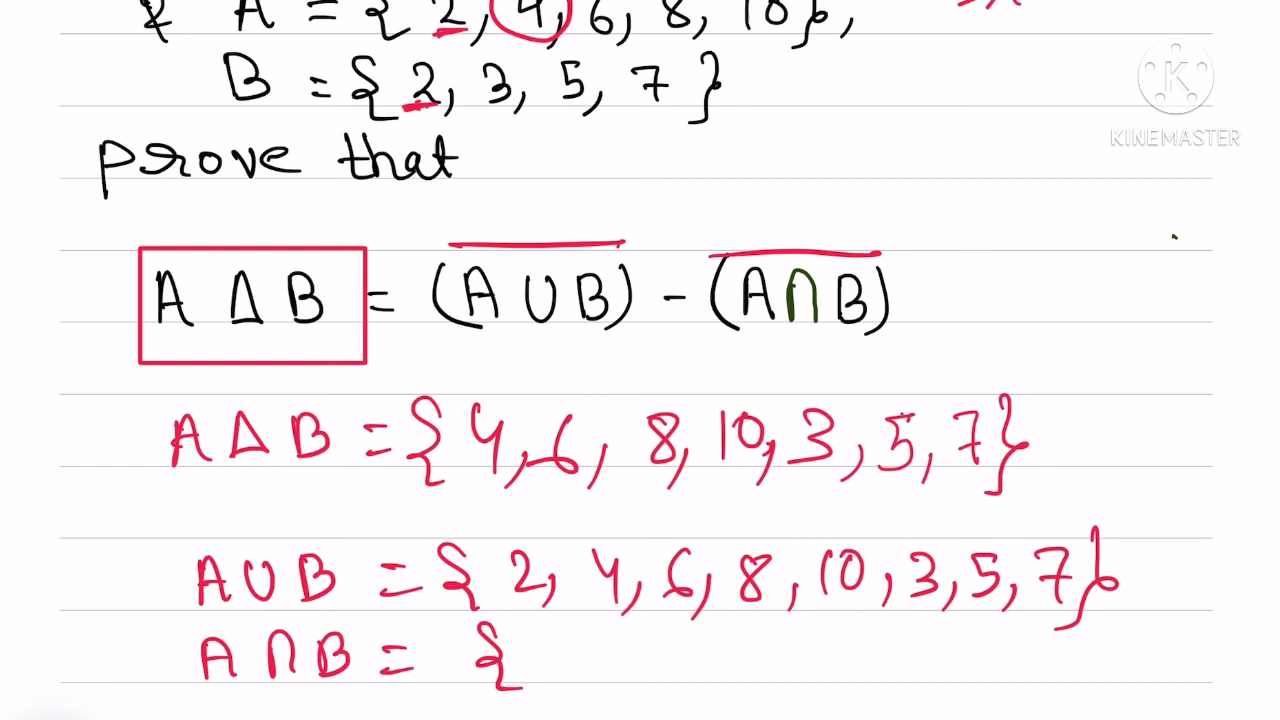 A = { 2, 4, 6, 8, 10},
B = { 2, 3, 5, 7 }
KINEMASTER
prove that
A Δ B = (A ∪ B) - (A ∩ B)
A Δ B = { 4, 6, 8, 10, 3, 5, 7}
A ∪ B = { 2, 4, 6, 8, 10, 3, 5, 7}
A ∩ B = {